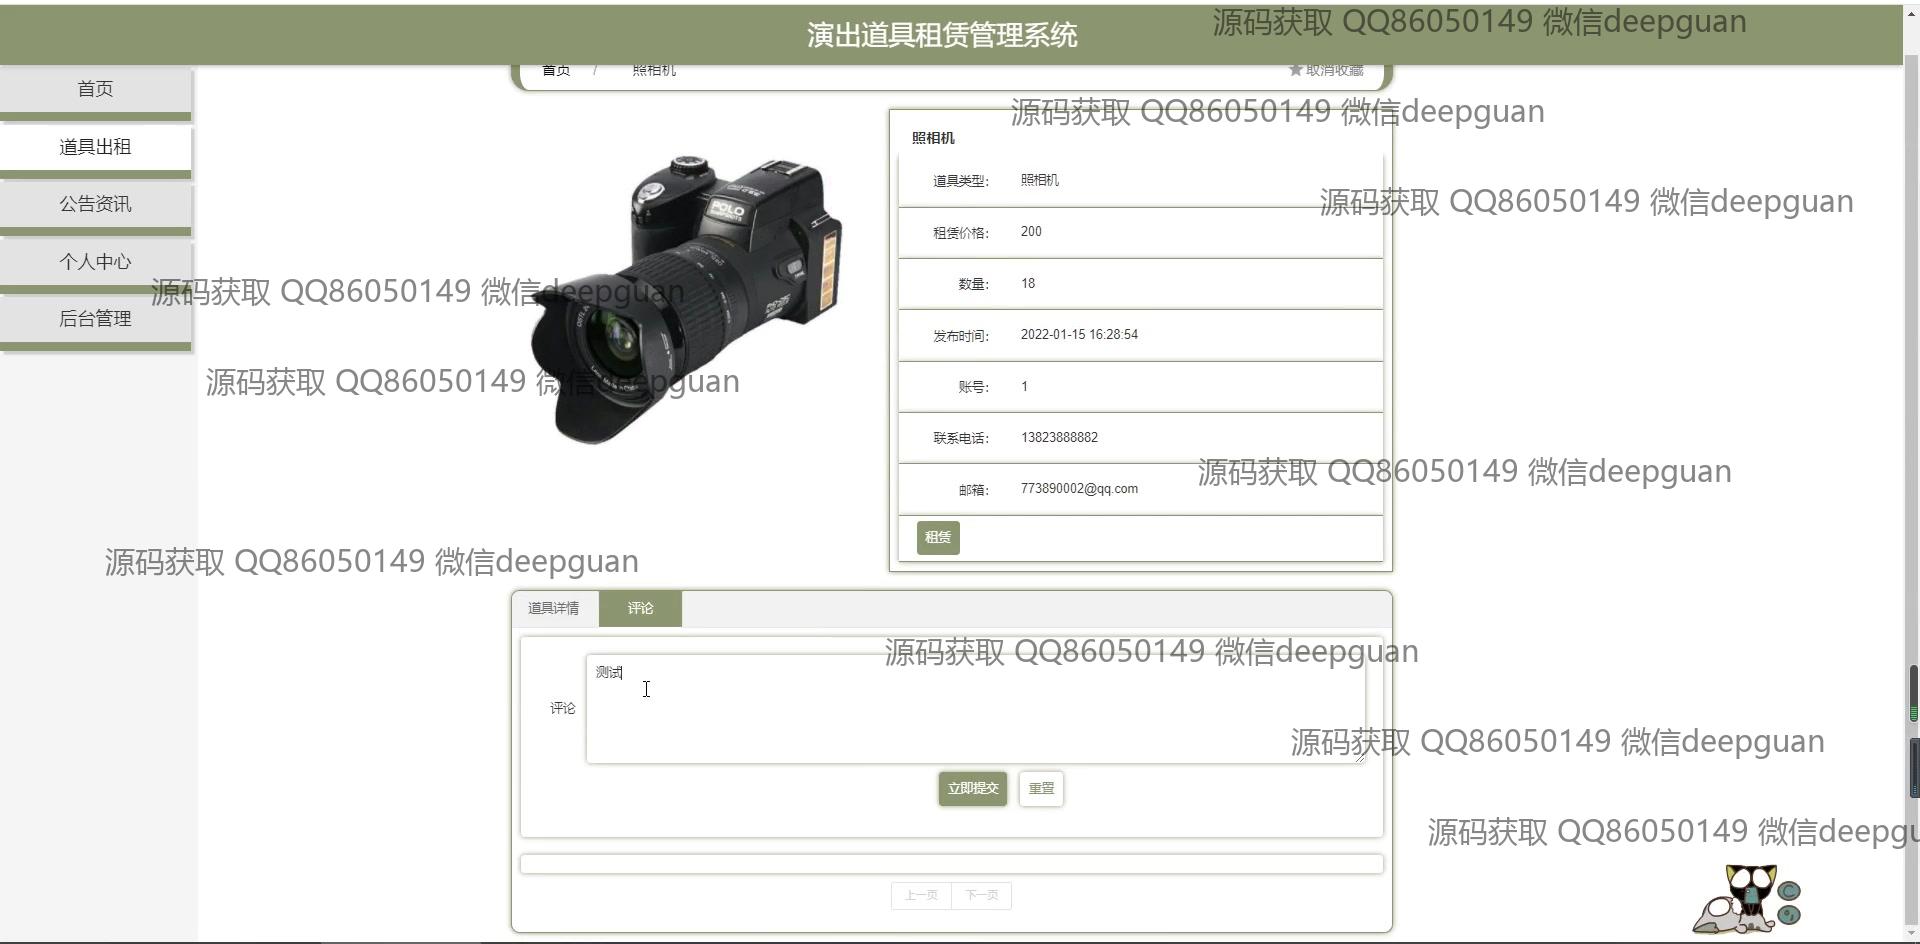 演出道具租赁管理系统
源码获取 QQ86050149 微信deepguan
首页 / 照相机
取消收藏
首页
道具出租
公告资讯
个人中心
后台管理
源码获取 QQ86050149 微信deepguan
照相机
道具类型: 照相机
源码获取 QQ86050149 微信deepguan
租赁价格: 200
数量: 18
源码获取 QQ86050149 微信deepguan
发布时间: 2022-01-15 16:28:54
账号: 1
源码获取 QQ86050149 微信deepguan
联系电话: 13823888882
源码获取 QQ86050149 微信deepguan
邮箱: 773890002@qq.com
租赁
POLO
源码获取 QQ86050149 微信deepguan
道具详情 评论
源码获取 QQ86050149 微信deepguan
测试
评论
源码获取 QQ86050149 微信deepguan
立即提交 重置
源码获取 QQ86050149 微信deepgu
上一页 下一页